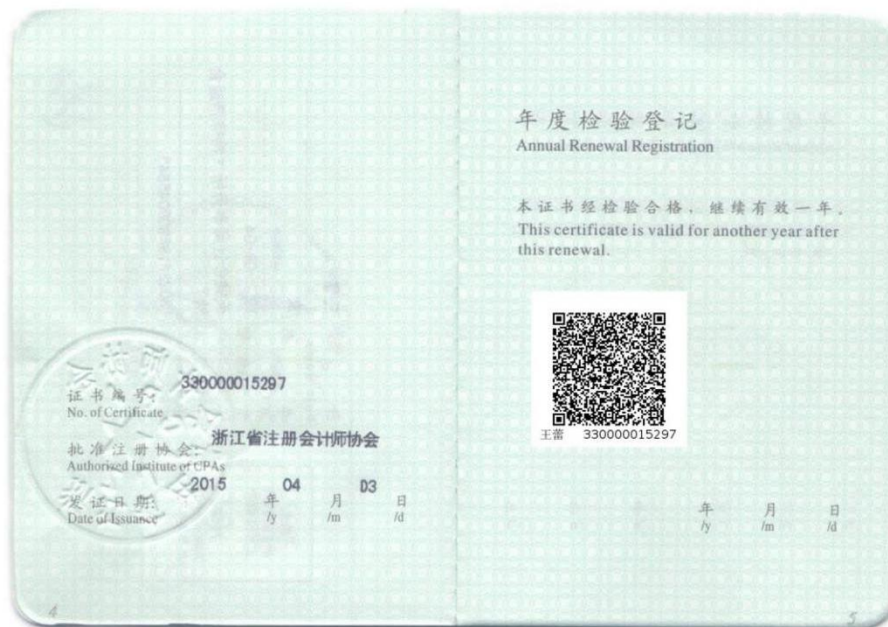 证书编号:
330000015297
No. of Certificate
批准注册协会:
浙江省注册会计师协会
Authorized Institute of CPAs
发证日期:
2015 04 03
年 月 日
Date of Issuance /y /m /d
4
年度检验登记
Annual Renewal Registration
本证书经检验合格，继续有效一年。
This certificate is valid for another year after
this renewal.
王蕾 330000015297
年 月 日
/y /m /d
5